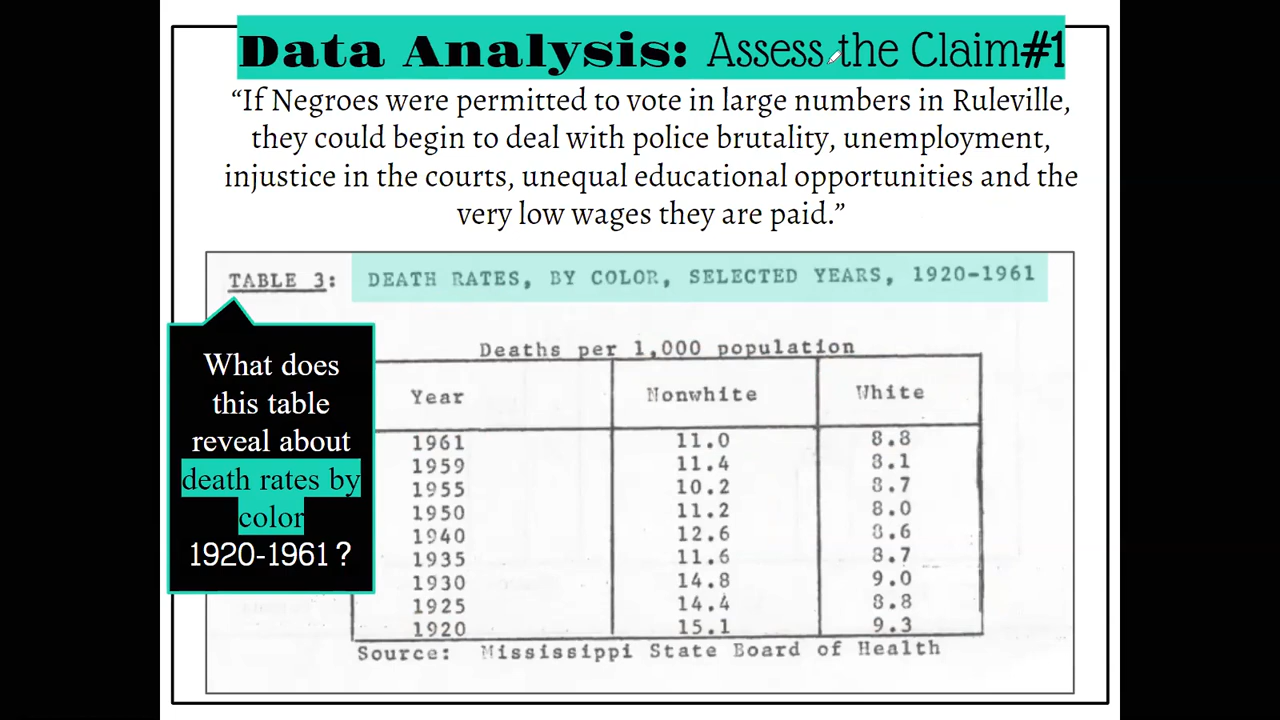 Data Analysis: Assess the Claim#1
“If Negroes were permitted to vote in large numbers in Ruleville,
they could begin to deal with police brutality, unemployment,
injustice in the courts, unequal educational opportunities and the
very low wages they are paid.”
TABLE 3: DEATH RATES, BY COLOR, SELECTED YEARS, 1920-1961
What does
this table
reveal about
death rates by
color
1920-1961?
Deaths per 1,000 population
Year Nonwhite White
1961 11.0 8.8
1959 11.4 8.1
1955 10.2 8.7
1950 11.2 8.0
1940 12.6 8.6
1935 11.6 8.7
1930 14.8 9.0
1925 14.4 8.8
1920 15.1 9.3
Source: Mississippi State Board of Health